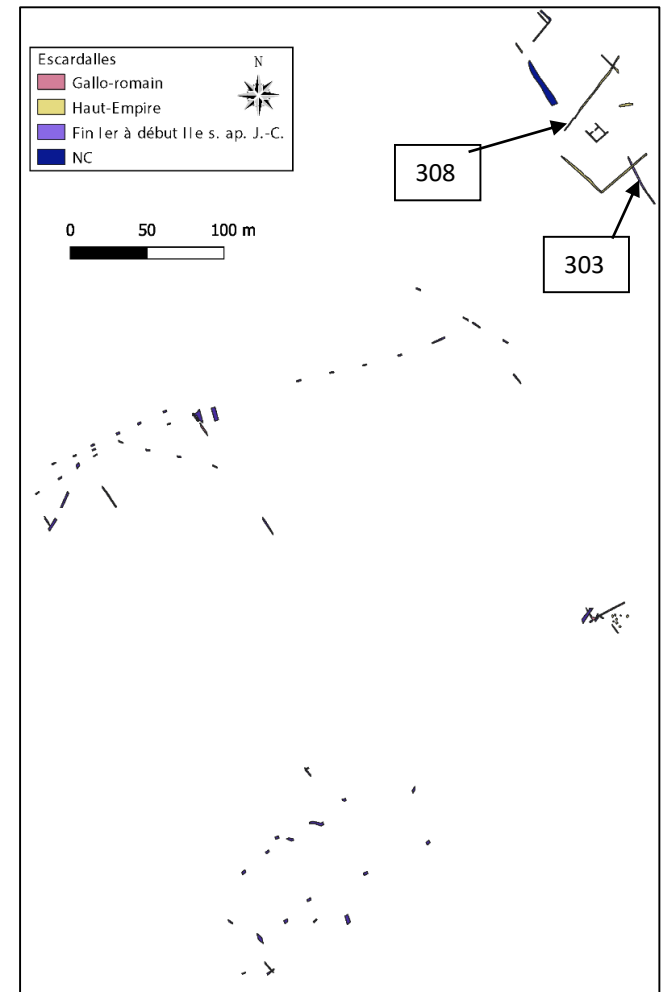 Escardalles
N
Gallo-romain
Haut-Empire
Fin Ier à début IIe s. ap. J.-C.
NC
308
0 50 100 m
303